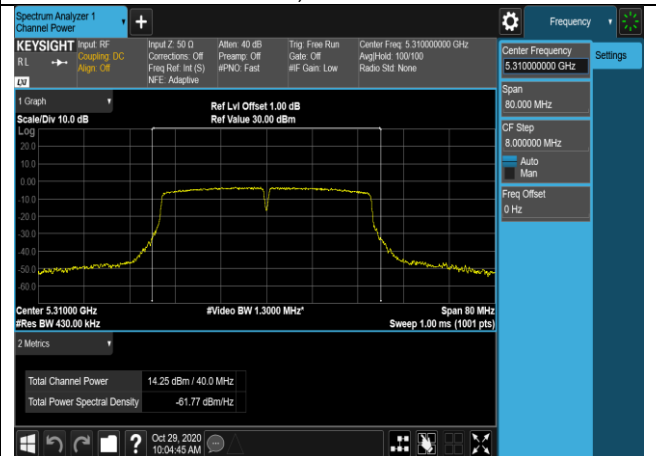 Spectrum Analyzer 1
Channel Power
+
Frequency
KEYSIGHT
RL
LXI
Input: RF
Coupling: DC
Align: Off
Input Z: 50 Ω
Corrections: Off
Freq Ref: Int (S)
NFE: Adaptive
Atten: 40 dB
Preamp: Off
#PNO: Fast
Trig: Free Run
Gate: Off
#IF Gain: Low
Center Freq: 5.310000000 GHz
Avg|Hold: 100/100
Radio Std: None
Center Frequency
5.310000000 GHz
Settings
Span
80.000 MHz
CF Step
8.000000 MHz
Auto
Man
Freq Offset
0 Hz
1 Graph
Scale/Div 10.0 dB
Ref Lvl Offset 1.00 dB
Ref Value 30.00 dBm
Log
20.0
10.0
0.00
-10.0
-20.0
-30.0
-40.0
-50.0
-60.0
Center 5.31000 GHz
#Res BW 430.00 kHz
#Video BW 1.3000 MHz*
Span 80 MHz
Sweep 1.00 ms (1001 pts)
2 Metrics
Total Channel Power 14.25 dBm / 40.0 MHz
Total Power Spectral Density -61.77 dBm/Hz
?
Oct 29, 2020
10:04:45 AM